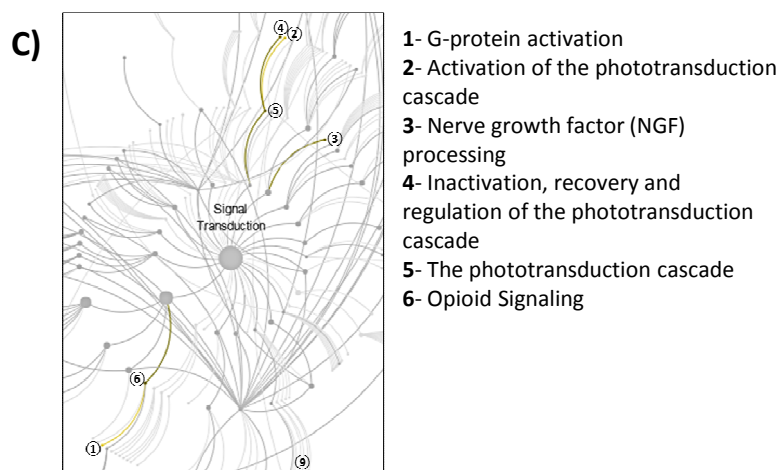 C)
④
②
⑤
③
Signal
Transduction
⑥
①
⑨
1- G-protein activation
2- Activation of the phototransduction
cascade
3- Nerve growth factor (NGF)
processing
4- Inactivation, recovery and
regulation of the phototransduction
cascade
5- The phototransduction cascade
6- Opioid Signaling